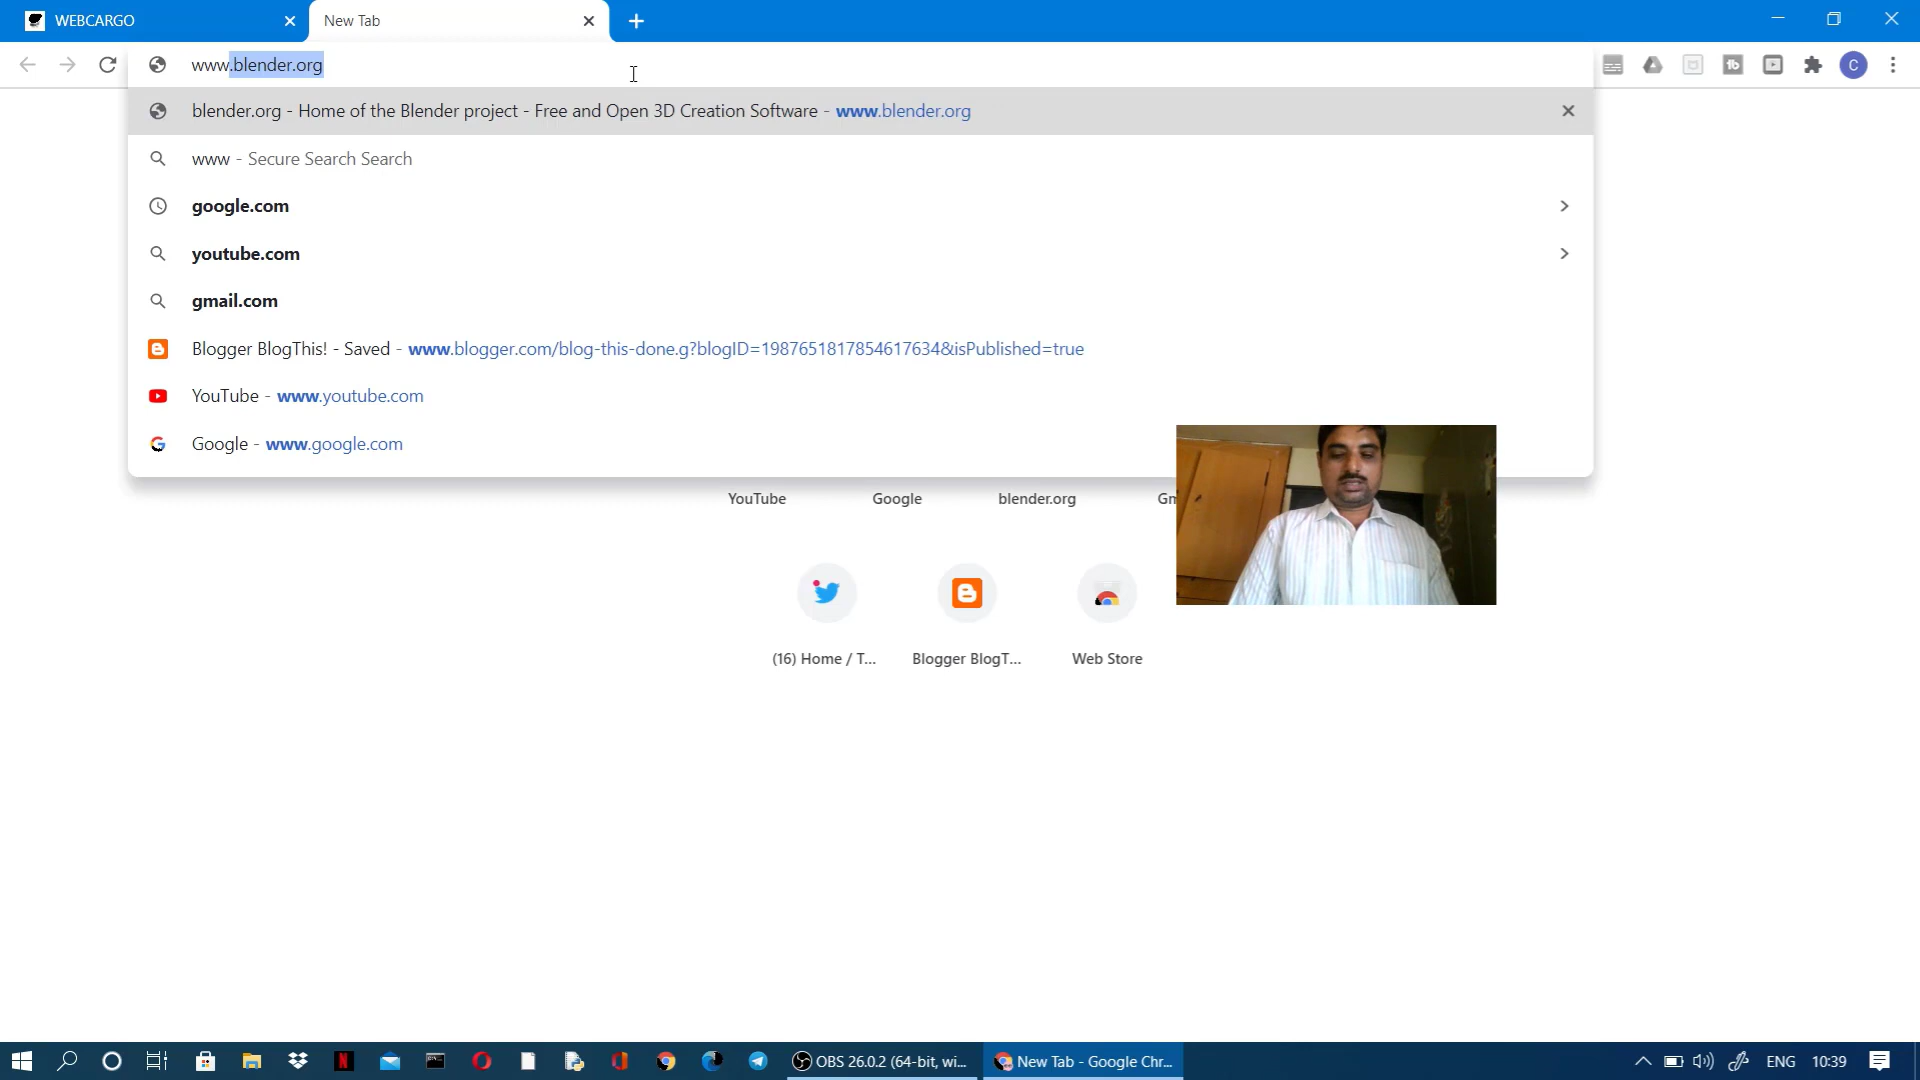 WEBCARGO
New Tab
www.blender.org
blender.org - Home of the Blender project - Free and Open 3D Creation Software - www.blender.org
www - Secure Search Search
google.com
youtube.com
gmail.com
Blogger BlogThis! - Saved - www.blogger.com/blog-this-done.g?blogID=1987651817854617634&isPublished=true
YouTube - www.youtube.com
Google - www.google.com
YouTube Google blender.org Gm
(16) Home / T... Blogger BlogT... Web Store
OBS 26.0.2 (64-bit, wi... New Tab - Google Chr... ENG 10:39